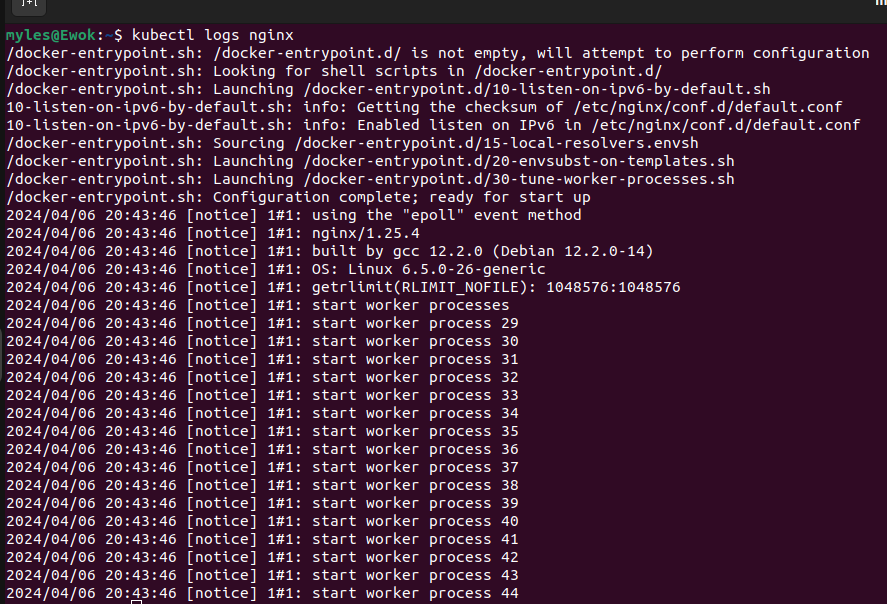 myles@Ewok:~$ kubectl logs nginx
/docker-entrypoint.sh: /docker-entrypoint.d/ is not empty, will attempt to perform configuration
/docker-entrypoint.sh: Looking for shell scripts in /docker-entrypoint.d/
/docker-entrypoint.sh: Launching /docker-entrypoint.d/10-listen-on-ipv6-by-default.sh
10-listen-on-ipv6-by-default.sh: info: Getting the checksum of /etc/nginx/conf.d/default.conf
10-listen-on-ipv6-by-default.sh: info: Enabled listen on IPv6 in /etc/nginx/conf.d/default.conf
/docker-entrypoint.sh: Sourcing /docker-entrypoint.d/15-local-resolvers.envsh
/docker-entrypoint.sh: Launching /docker-entrypoint.d/20-envsubst-on-templates.sh
/docker-entrypoint.sh: Launching /docker-entrypoint.d/30-tune-worker-processes.sh
/docker-entrypoint.sh: Configuration complete; ready for start up
2024/04/06 20:43:46 [notice] 1#1: using the "epoll" event method
2024/04/06 20:43:46 [notice] 1#1: nginx/1.25.4
2024/04/06 20:43:46 [notice] 1#1: built by gcc 12.2.0 (Debian 12.2.0-14)
2024/04/06 20:43:46 [notice] 1#1: OS: Linux 6.5.0-26-generic
2024/04/06 20:43:46 [notice] 1#1: getrlimit(RLIMIT_NOFILE): 1048576:1048576
2024/04/06 20:43:46 [notice] 1#1: start worker processes
2024/04/06 20:43:46 [notice] 1#1: start worker process 29
2024/04/06 20:43:46 [notice] 1#1: start worker process 30
2024/04/06 20:43:46 [notice] 1#1: start worker process 31
2024/04/06 20:43:46 [notice] 1#1: start worker process 32
2024/04/06 20:43:46 [notice] 1#1: start worker process 33
2024/04/06 20:43:46 [notice] 1#1: start worker process 34
2024/04/06 20:43:46 [notice] 1#1: start worker process 35
2024/04/06 20:43:46 [notice] 1#1: start worker process 36
2024/04/06 20:43:46 [notice] 1#1: start worker process 37
2024/04/06 20:43:46 [notice] 1#1: start worker process 38
2024/04/06 20:43:46 [notice] 1#1: start worker process 39
2024/04/06 20:43:46 [notice] 1#1: start worker process 40
2024/04/06 20:43:46 [notice] 1#1: start worker process 41
2024/04/06 20:43:46 [notice] 1#1: start worker process 42
2024/04/06 20:43:46 [notice] 1#1: start worker process 43
2024/04/06 20:43:46 [notice] 1#1: start worker process 44